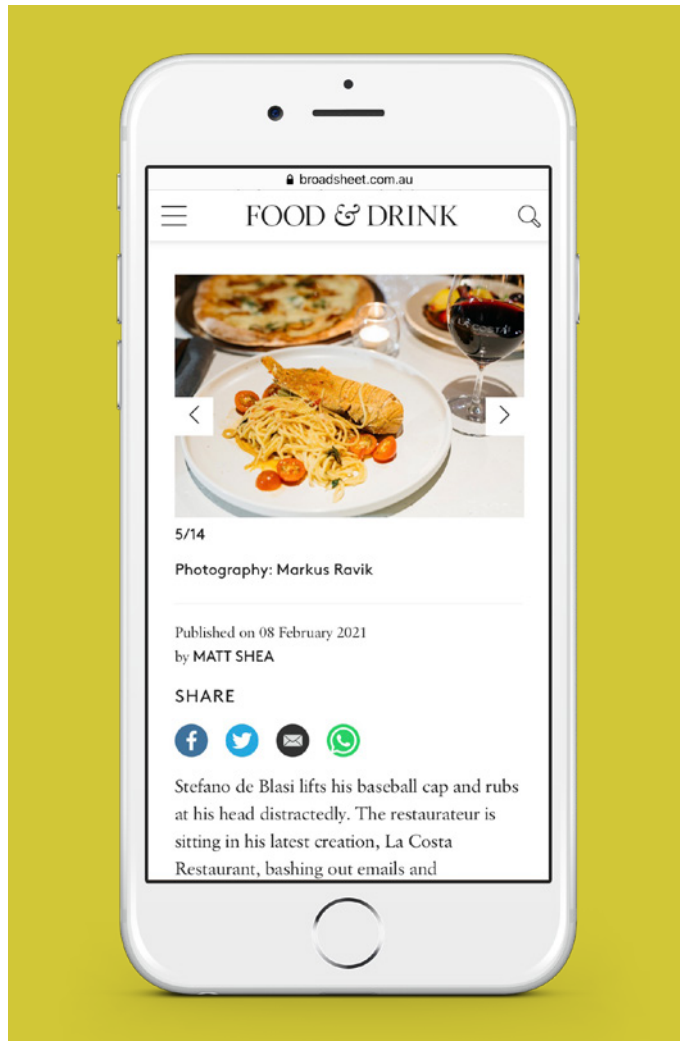 broadsheet.com.au
FOOD & DRINK
LA COSTA
5/14
Photography: Markus Ravik
Published on 08 February 2021
by MATT SHEA
SHARE
Stefano de Blasi lifts his baseball cap and rubs
at his head distractedly. The restaurateur is
sitting in his latest creation, La Costa
Restaurant, bashing out emails and